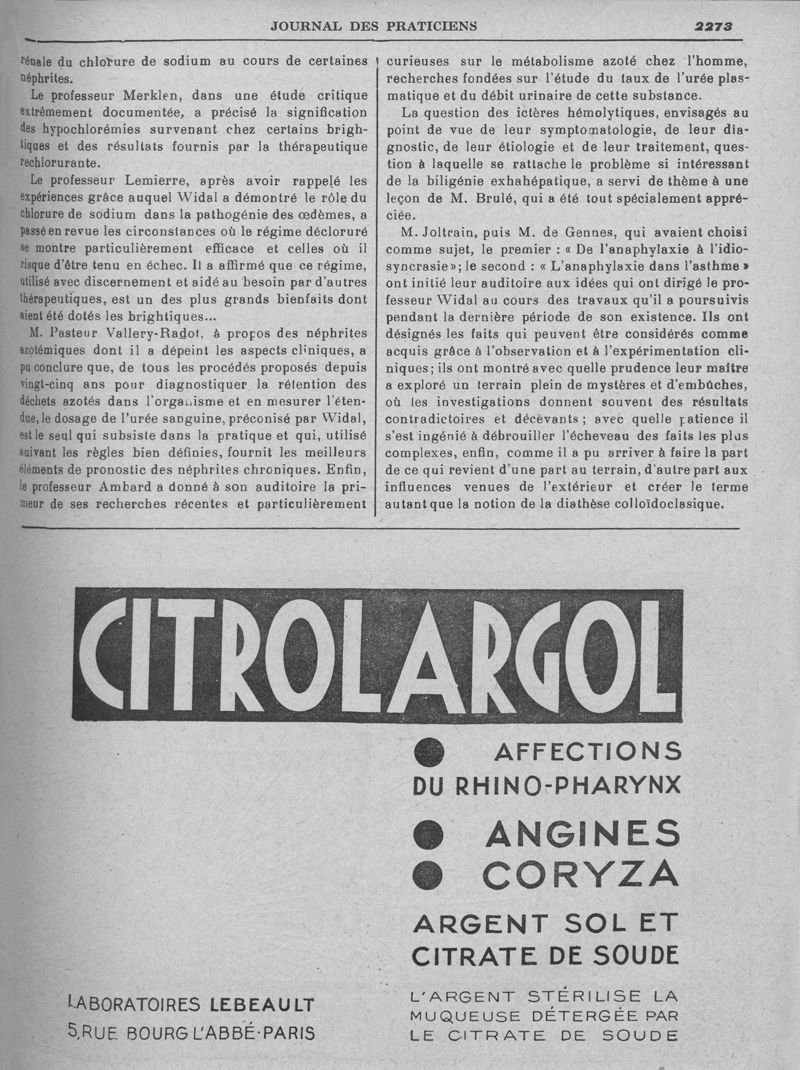 JOURNAL DES PRATICIENS 2273
rénale du chlorure de sodium au cours de certaines
néphrites.
Le professeur Merklen, dans une étude critique
extrêmement documentée, a précisé la signification
des hypochlorémies survenant chez certains brigh-
tiques et des résultats fournis par la thérapeutique
rechlorurante.
Le professeur Lemierre, après avoir rappelé les
expériences grâce auquel Widal a démontré le rôle du
chlorure de sodium dans la pathogénie des œdèmes, a
passé en revue les circonstances où le régime décloruré
se montre particulièrement efficace et celles où il
risque d'être tenu en échec. Il a affirmé que ce régime,
utilisé avec discernement et aidé au besoin par d'autres
thérapeutiques, est un des plus grands bienfaits dont
aient été dotés les brightiques...
M. Pasteur Vallery-Radot, à propos des néphrites
azotémiques dont il a dépeint les aspects cliniques, a
pu conclure que, de tous les procédés proposés depuis
vingt-cinq ans pour diagnostiquer la rétention des
déchets azotés dans l'organisme et en mesurer l'éten-
due, le dosage de l'urée sanguine, préconisé par Widal,
est le seul qui subsiste dans la pratique et qui, utilisé
suivant les règles bien définies, fournit les meilleurs
éléments de pronostic des néphrites chroniques. Enfin,
le professeur Ambard a donné à son auditoire la pri-
meur de ses recherches récentes et particulièrement
curieuses sur le métabolisme azoté chez l'homme,
recherches fondées sur l'étude du taux de l'urée plas-
matique et du débit urinaire de cette substance.
La question des ictères hémolytiques, envisagés au
point de vue de leur symptomatologie, de leur dia-
gnostic, de leur étiologie et de leur traitement, ques-
tion à laquelle se rattache le problème si intéressant
de la biligénie exhahépatique, a servi de thème à une
leçon de M. Brulé, qui a été tout spécialement appré-
ciée.
M. Joltrain, puis M. de Gennes, qui avaient choisi
comme sujet, le premier : « De l'anaphylaxie à l'idio-
syncrasie »; le second : « L'anaphylaxie dans l'asthme »
ont initié leur auditoire aux idées qui ont dirigé le pro-
fesseur Widal au cours des travaux qu'il a poursuivis
pendant la dernière période de son existence. Ils ont
désignés les faits qui peuvent être considérés comme
acquis grâce à l'observation et à l'expérimentation cli-
niques; ils ont montré avec quelle prudence leur maître
a exploré un terrain plein de mystères et d'embûches,
où les investigations donnent souvent des résultats
contradictoires et décevants; avec quelle patience il
s'est ingénié à débrouiller l'écheveau des faits les plus
complexes, enfin, comme il a pu arriver à faire la part
de ce qui revient d'une part au terrain, d'autre part aux
influences venues de l'extérieur et créer le terme
autant que la notion de la diathèse colloïdoclasique.
CITROLARGOL
● AFFECTIONS
DU RHINO-PHARYNX
● ANGINES
● CORYZA
ARGENT SOL ET
CITRATE DE SOUDE
L'ARGENT STÉRILISE LA
MUQUEUSE DÉTERGÉE PAR
LE CITRATE DE SOUDE
LABORATOIRES LEBEAULT
5, RUE BOURG L'ABBÉ·PARIS